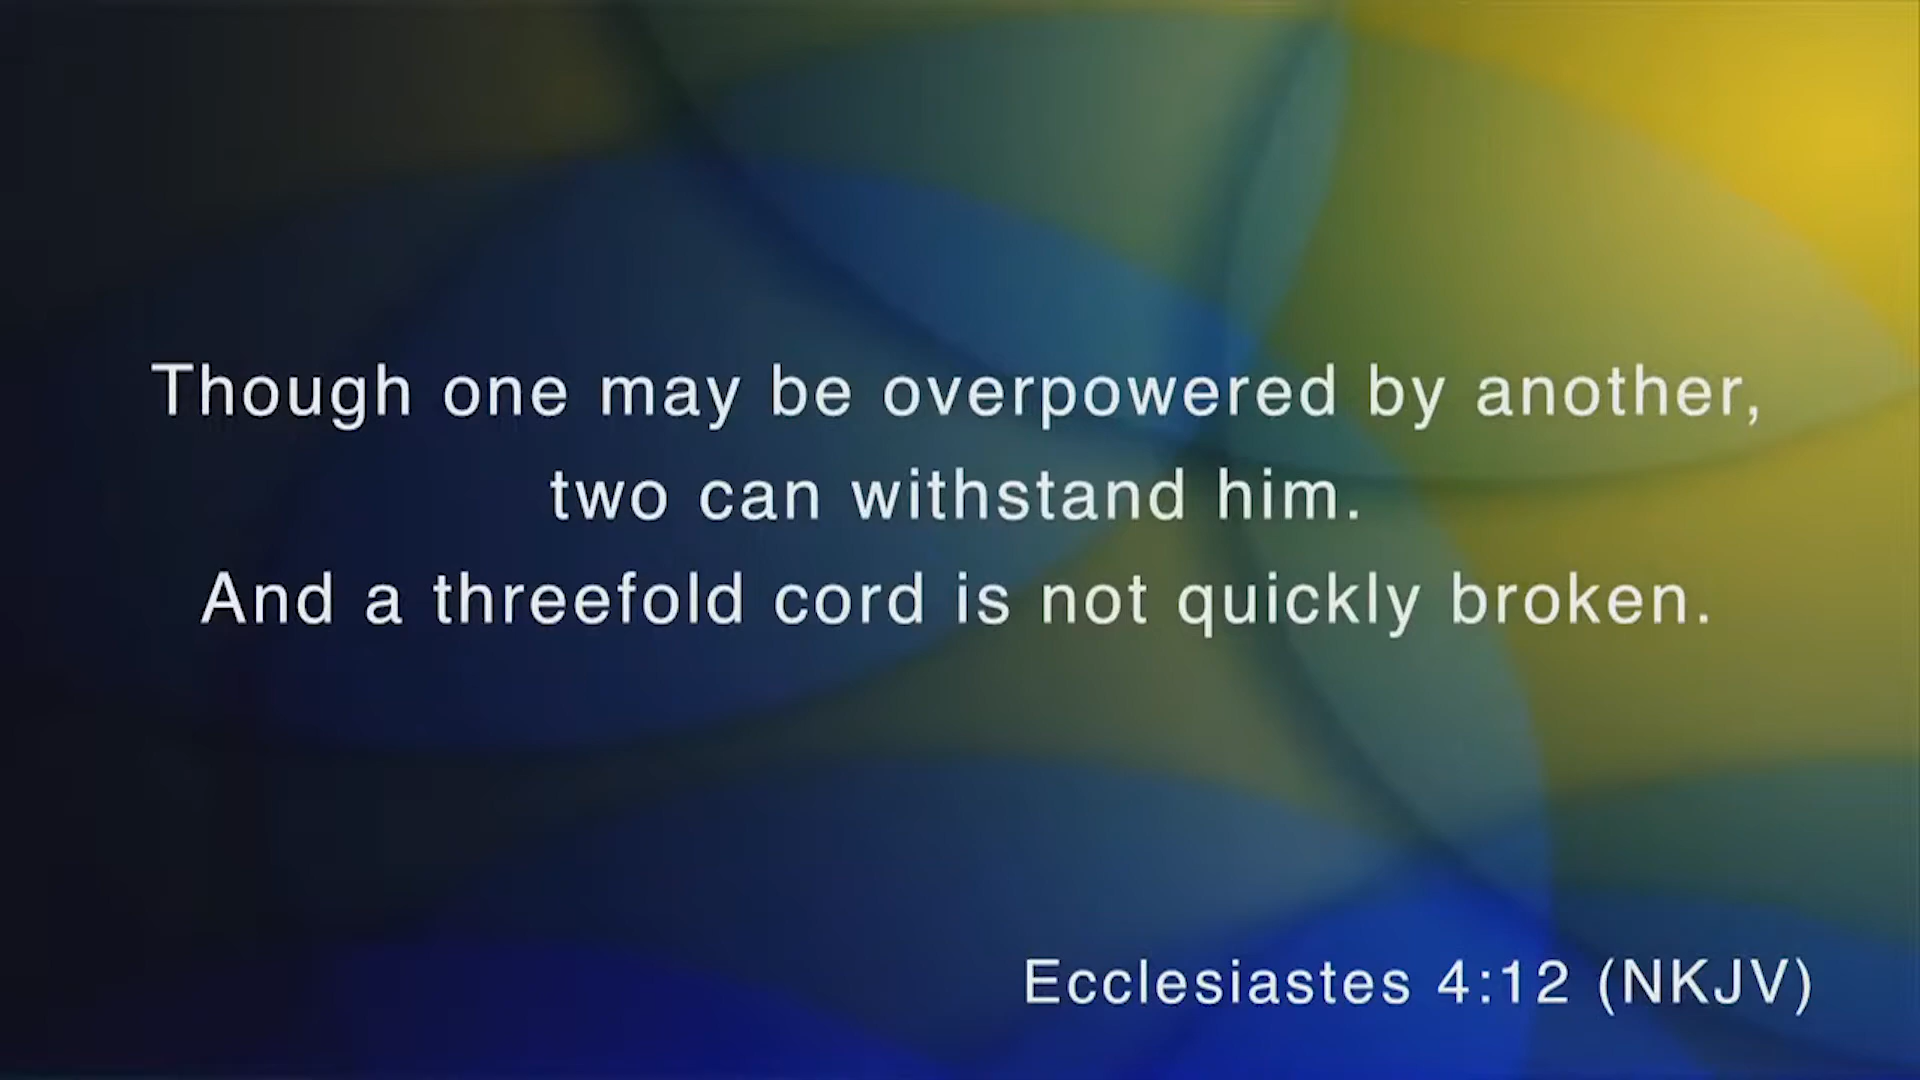 Though one may be overpowered by another,
two can withstand him.
And a threefold cord is not quickly broken.
Ecclesiastes 4:12 (NKJV)